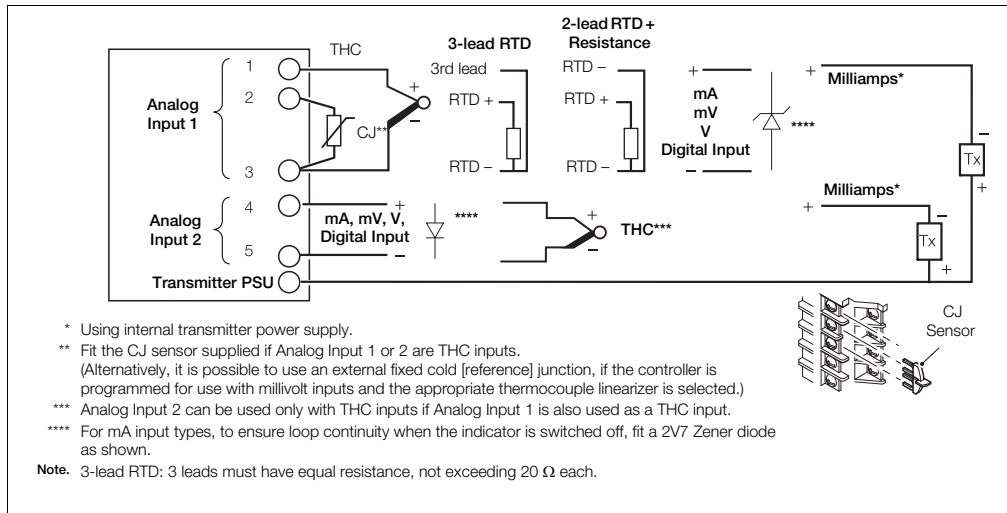 THC
3-lead RTD
2-lead RTD +
Resistance
Analog
Input 1
1
2
3
CJ**
+
−
3rd lead
RTD +
RTD −
RTD −
RTD +
RTD −
+
mA
mV
V
Digital Input
−
****
+ Milliamps*
−
Tx
+
Milliamps*
+
−
Tx
+
Analog
Input 2
4
5
+
mA, mV, V,
Digital Input
−
****
+
−
THC***
Transmitter PSU
CJ
Sensor
* Using internal transmitter power supply.
** Fit the CJ sensor supplied if Analog Input 1 or 2 are THC inputs.
(Alternatively, it is possible to use an external fixed cold [reference] junction, if the controller is
programmed for use with millivolt inputs and the appropriate thermocouple linearizer is selected.)
*** Analog Input 2 can be used only with THC inputs if Analog Input 1 is also used as a THC input.
**** For mA input types, to ensure loop continuity when the indicator is switched off, fit a 2V7 Zener diode
as shown.
Note. 3-lead RTD: 3 leads must have equal resistance, not exceeding 20 Ω each.